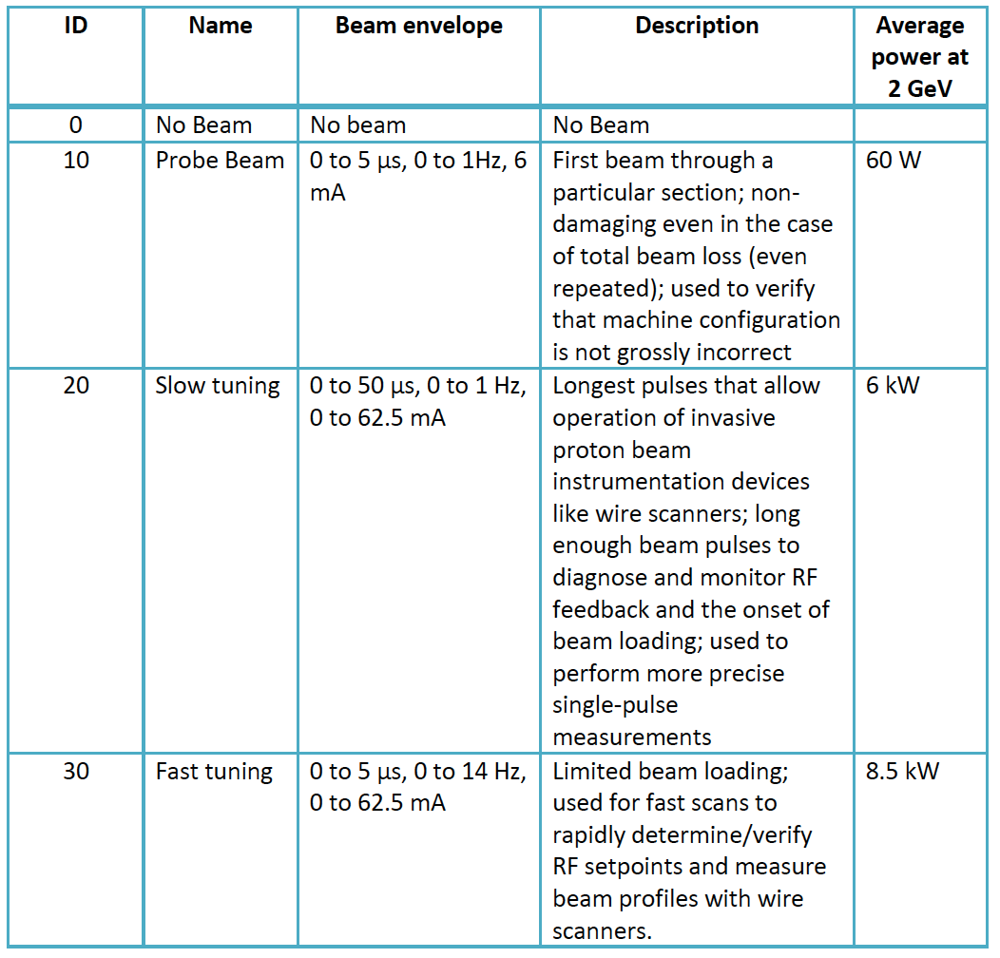 ID
Name
Beam envelope
Description
Average
power at
2 GeV
0
No Beam
No beam
No Beam
10
Probe Beam
0 to 5 µs, 0 to 1Hz, 6
mA
First beam through a
particular section; non-
damaging even in the case
of total beam loss (even
repeated); used to verify
that machine configuration
is not grossly incorrect
60 W
20
Slow tuning
0 to 50 µs, 0 to 1 Hz,
0 to 62.5 mA
Longest pulses that allow
operation of invasive
proton beam
instrumentation devices
like wire scanners; long
enough beam pulses to
diagnose and monitor RF
feedback and the onset of
beam loading; used to
perform more precise
single-pulse
measurements
6 kW
30
Fast tuning
0 to 5 µs, 0 to 14 Hz,
0 to 62.5 mA
Limited beam loading;
used for fast scans to
rapidly determine/verify
RF setpoints and measure
beam profiles with wire
scanners.
8.5 kW